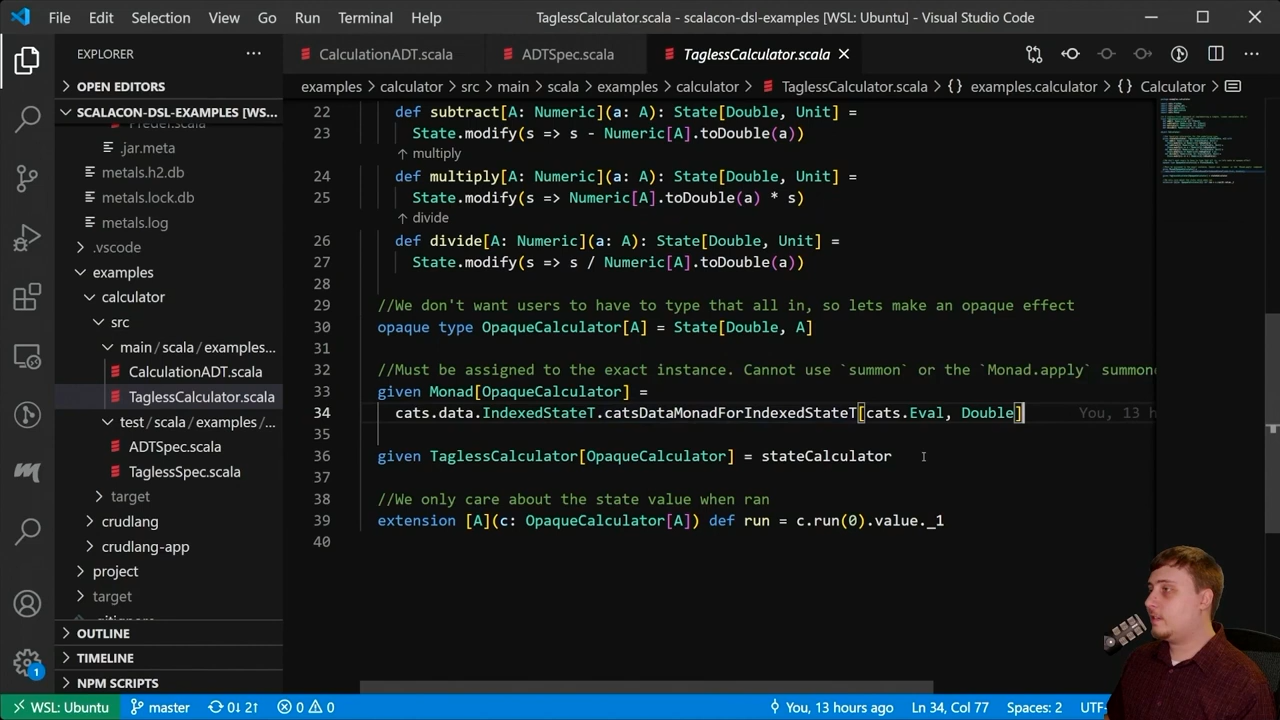 File Edit Selection View Go Run Terminal Help TaglessCalculator.scala - scalacon-dsl-examples [WSL: Ubuntu] - Visual Studio Code
EXPLORER
CalculationADT.scala ADTSpec.scala TaglessCalculator.scala
OPEN EDITORS
SCALACON-DSL-EXAMPLES [WS...
.jar.meta
metals.h2.db
metals.lock.db
metals.log
.vscode
examples
calculator
src
main/scala/examples...
CalculationADT.scala
TaglessCalculator.scala
test/scala/examples/...
ADTSpec.scala
TaglessSpec.scala
target
crudlang
crudlang-app
project
target
OUTLINE
TIMELINE
NPM SCRIPTS
examples > calculator > src > main > scala > examples > calculator > TaglessCalculator.scala > {} examples.calculator > {} Calculator >
22 def subtract[A: Numeric](a: A): State[Double, Unit] =
23 State.modify(s => s - Numeric[A].toDouble(a))
↑ multiply
24 def multiply[A: Numeric](a: A): State[Double, Unit] =
25 State.modify(s => Numeric[A].toDouble(a) * s)
↑ divide
26 def divide[A: Numeric](a: A): State[Double, Unit] =
27 State.modify(s => s / Numeric[A].toDouble(a))
28
29 //We don't want users to have to type that all in, so lets make an opaque effect
30 opaque type OpaqueCalculator[A] = State[Double, A]
31
32 //Must be assigned to the exact instance. Cannot use `summon` or the `Monad.apply` summone
33 given Monad[OpaqueCalculator] =
34 cats.data.IndexedStateT.catsDataMonadForIndexedStateT[cats.Eval, Double] You, 13 h
35
36 given TaglessCalculator[OpaqueCalculator] = stateCalculator
37
38 //We only care about the state value when ran
39 extension [A](c: OpaqueCalculator[A]) def run = c.run(0).value._1
40
1
WSL: Ubuntu master 0↓ 2↑ 0 0 You, 13 hours ago Ln 34, Col 77 Spaces: 2 UTF-